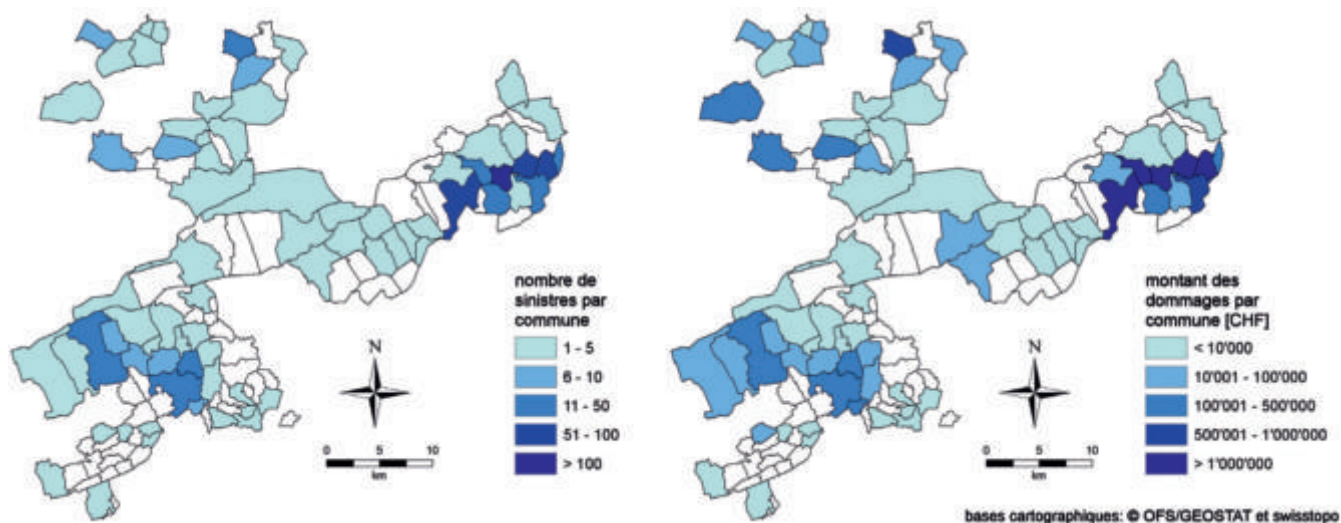 nombre de
sinistres par
commune
1 - 5
6 - 10
11 - 50
51 - 100
> 100
N
0 5 10
km
montant des
dommages par
commune [CHF]
< 10'000
10'001 - 100'000
100'001 - 500'000
500'001 - 1'000'000
> 1'000'000
N
0 5 10
km
bases cartographiques: © OFS/GEOSTAT et swisstopo